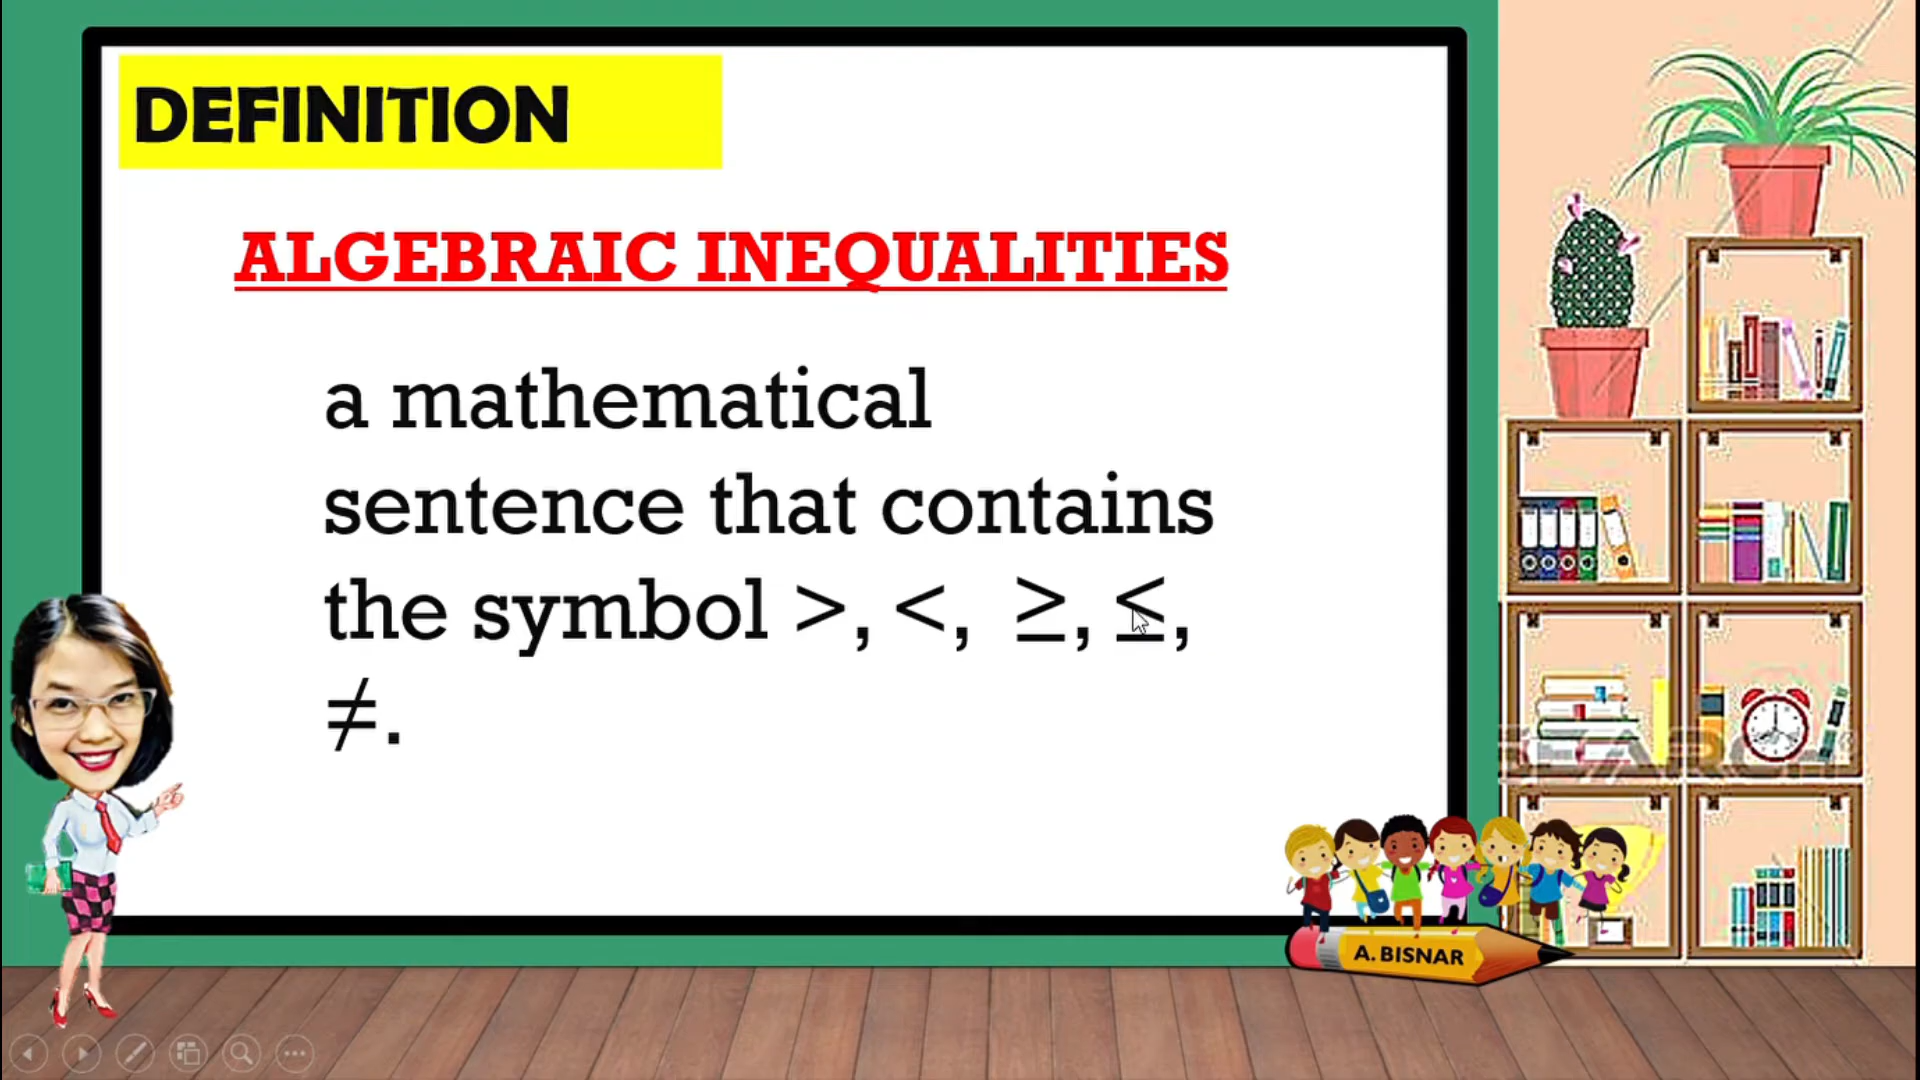 DEFINITION
ALGEBRAIC INEQUALITIES
a mathematical
sentence that contains
the symbol >, <, ≥, ≤,
≠.
A. BISNAR